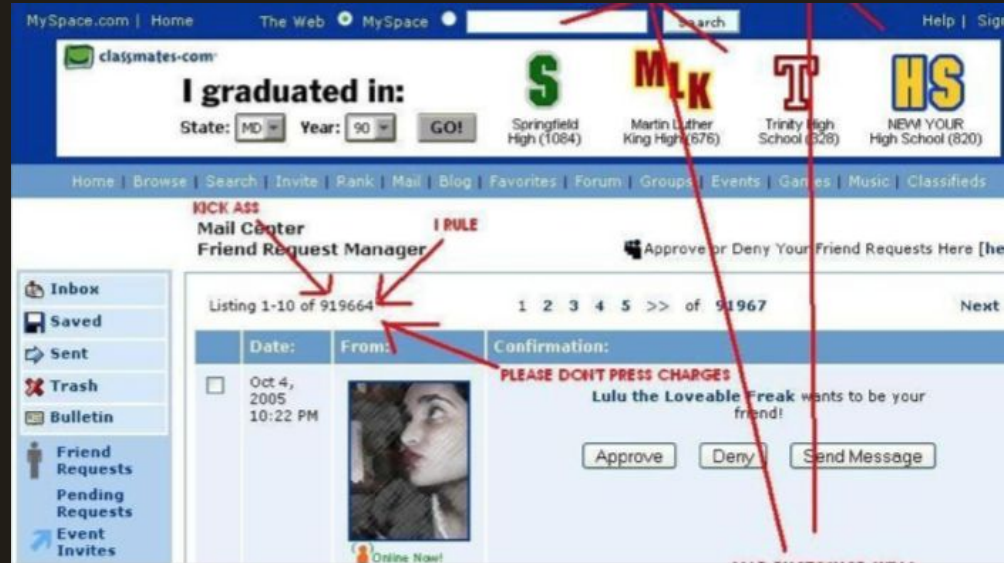 MySpace.com | Home The Web MySpace Search Help |
classmates.com
I graduated in:
State: MD Year: 90 GO!
S
Springfield
High (1084)
MLK
Martin Luther
King High (676)
T
Trinity High
School (328)
HS
NEW! YOUR
High School (820)
Home | Browse | Search | Invite | Rank | Mail | Blog | Favorites | Forum | Groups | Events | Games | Music | Classifieds
KICK ASS
I RULE
Mail Center
Friend Request Manager
Approve or Deny Your Friend Requests Here [he
Inbox
Saved
Sent
Trash
Bulletin
Friend
Requests
Pending
Requests
Event
Invites
Listing 1-10 of 919664
1 2 3 4 5 >> of 91967 Next
Date: From: Confirmation:
PLEASE DONT PRESS CHARGES
Oct 4,
2005
10:22 PM
Online Now!
Lulu the Loveable Freak wants to be your
friend!
Approve Deny Send Message